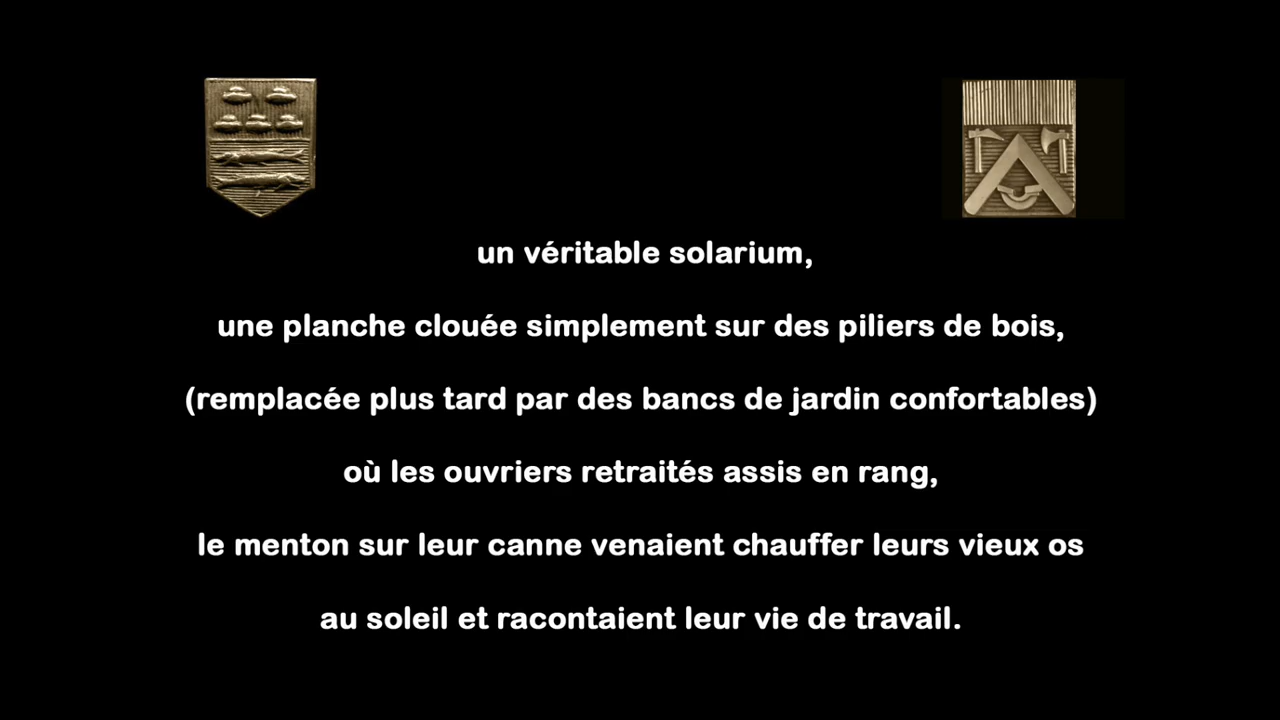 un véritable solarium,
une planche clouée simplement sur des piliers de bois,
(remplacée plus tard par des bancs de jardin confortables)
où les ouvriers retraités assis en rang,
le menton sur leur canne venaient chauffer leurs vieux os
au soleil et racontaient leur vie de travail.